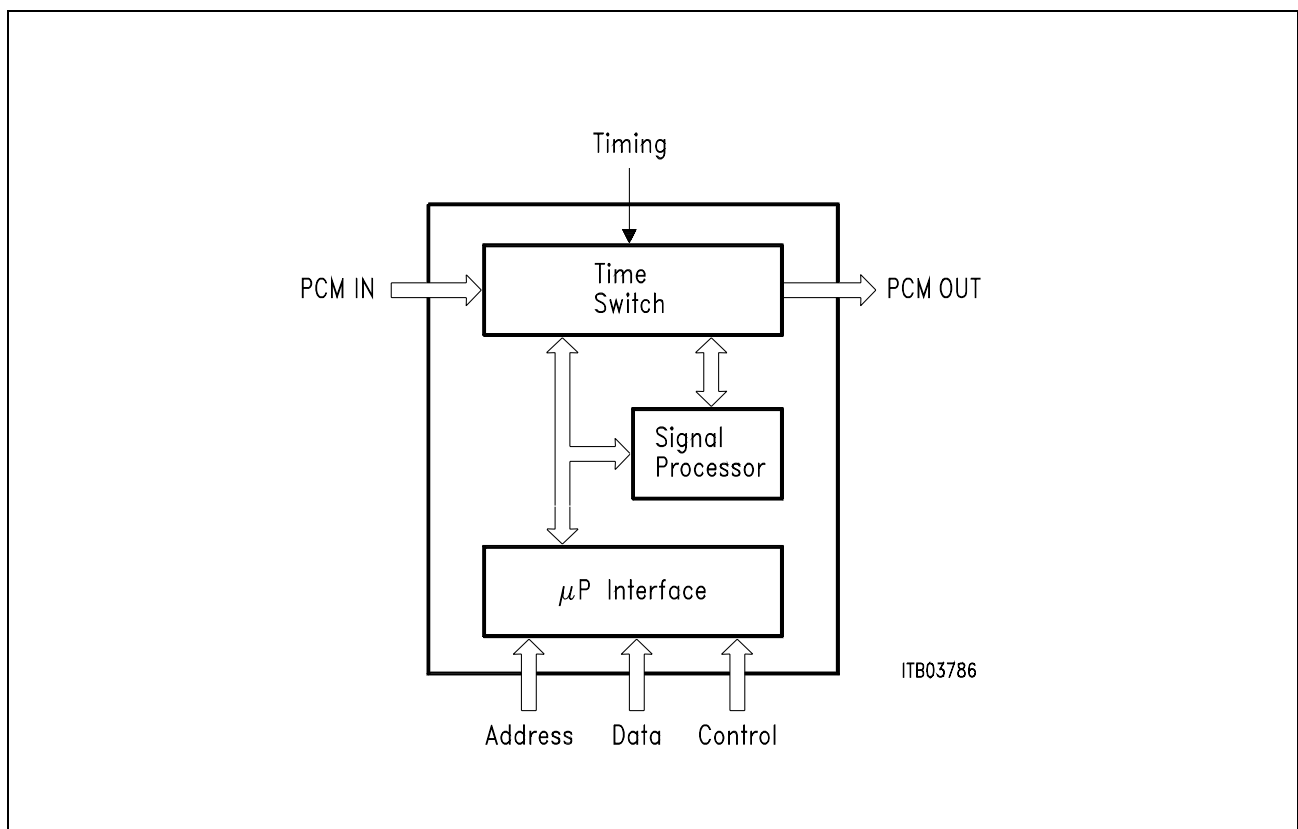 Timing
PCM IN
Time
Switch
PCM OUT
Signal
Processor
μP Interface
ITB03786
Address
Data
Control